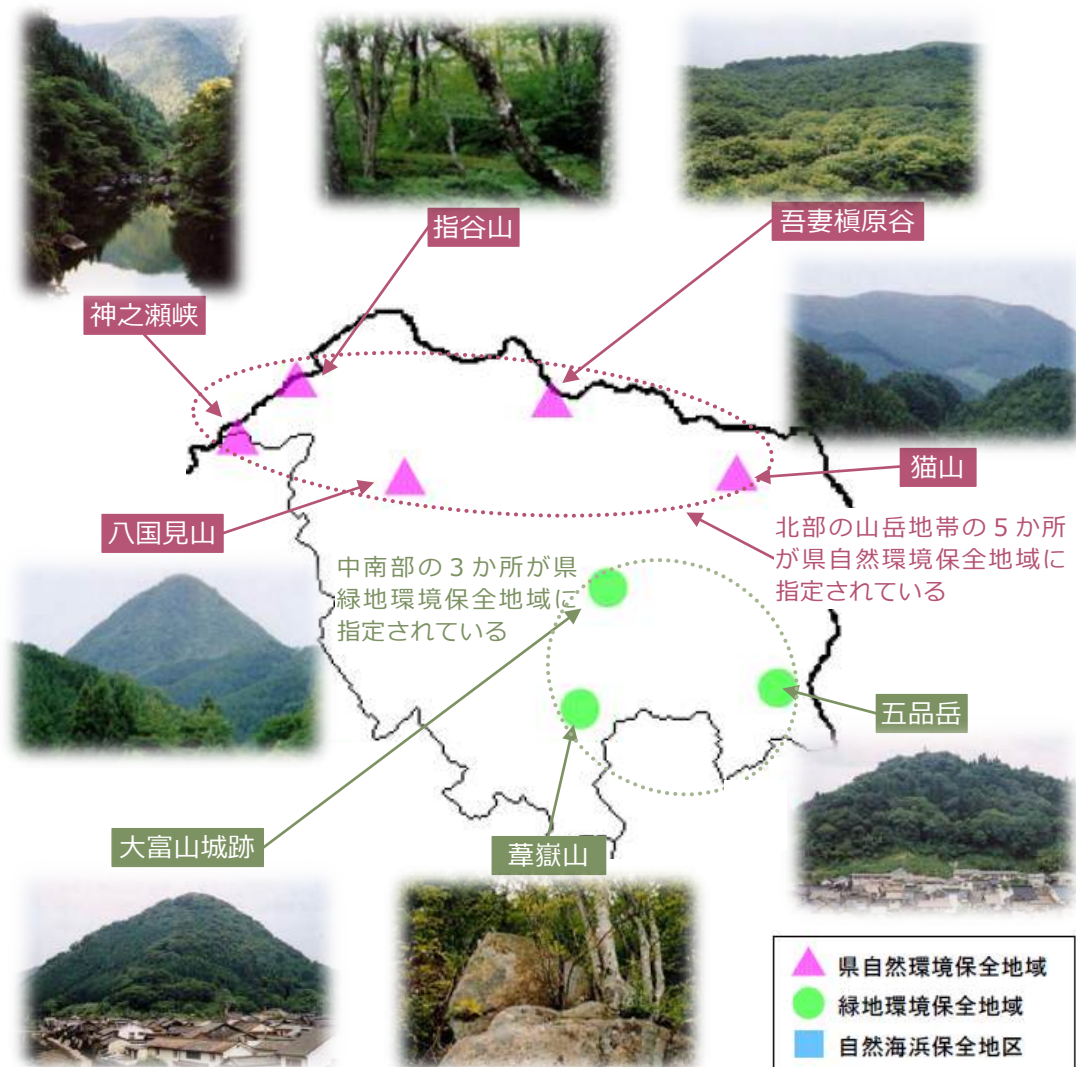 指谷山
吾妻槇原谷
神之瀬峡
猫山
八国見山
北部の山岳地帯の５か所
が県自然環境保全地域に
指定されている
中南部の３か所が県
緑地環境保全地域に
指定されている
五品岳
大富山城跡
葦嶽山
県自然環境保全地域
緑地環境保全地域
自然海浜保全地区